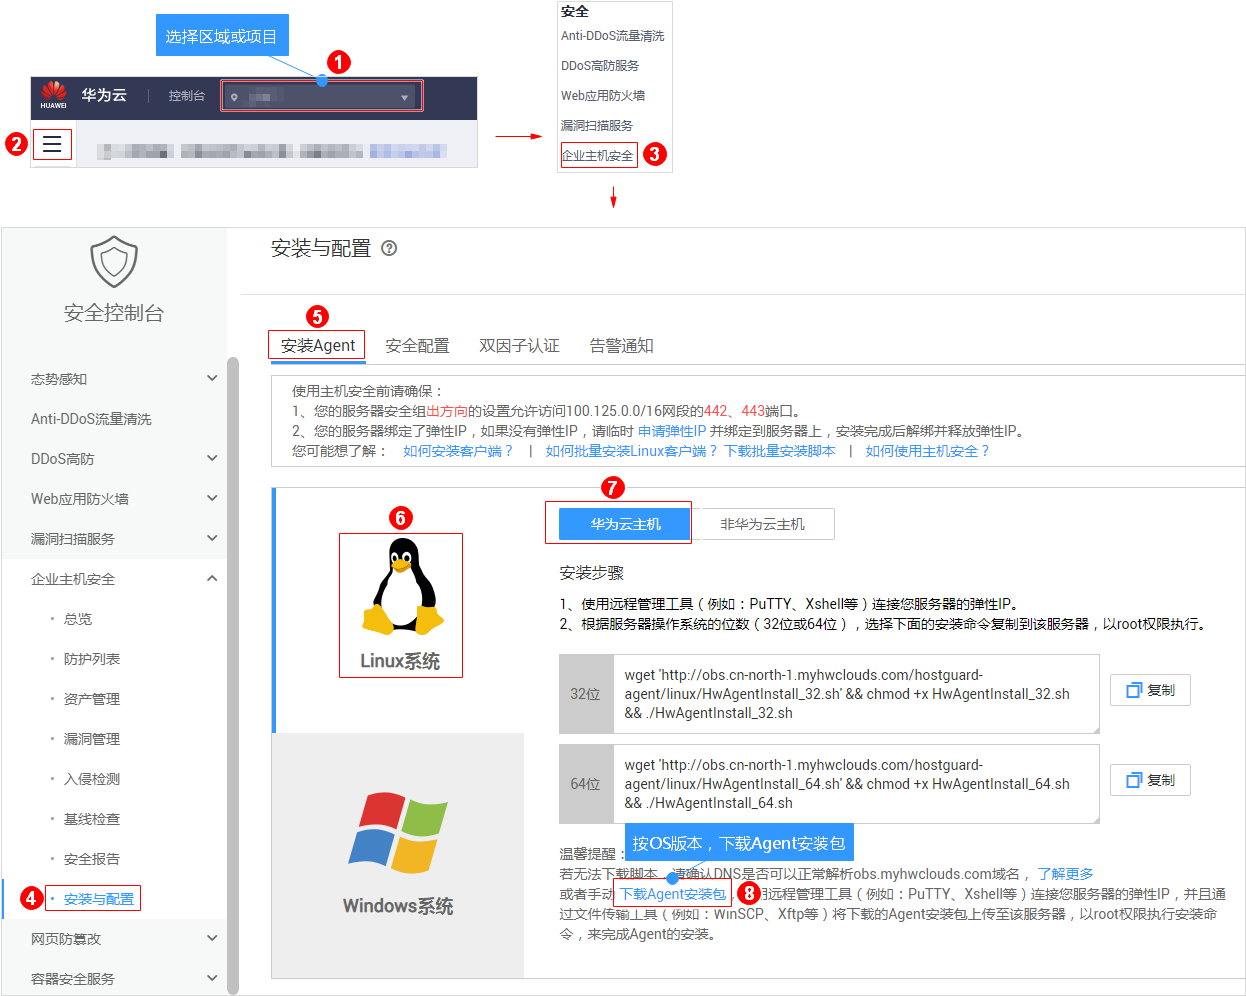 选择区域或项目
1
HUAWEI
华为云
控制台
2
安全
Anti-DDoS流量清洗
DDoS高防服务
Web应用防火墙
漏洞扫描服务
企业主机安全
3
安全控制台
态势感知
Anti-DDoS流量清洗
DDoS高防
Web应用防火墙
漏洞扫描服务
企业主机安全
· 总览
· 防护列表
· 资产管理
· 漏洞管理
· 入侵检测
· 基线检查
· 安全报告
4
· 安装与配置
网页防篡改
容器安全服务
安装与配置 ?
5
安装Agent 安全配置 双因子认证 告警通知
使用主机安全前请确保：
1、您的服务器安全组出方向的设置允许访问100.125.0.0/16网段的442、443端口。
2、您的服务器绑定了弹性IP，如果没有弹性IP，请临时 申请弹性IP 并绑定到服务器上，安装完成后解绑并释放弹性IP。
您可能想了解： 如何安装客户端？ | 如何批量安装Linux客户端？ 下载批量安装脚本 | 如何使用主机安全？
6
Linux系统
Windows系统
7
华为云主机 非华为云主机
安装步骤
1、使用远程管理工具（例如：PuTTY、Xshell等）连接您服务器的弹性IP。
2、根据服务器操作系统的位数（32位或64位），选择下面的安装命令复制到该服务器，以root权限执行。
32位
wget 'http://obs.cn-north-1.myhwclouds.com/hostguard-
agent/linux/HwAgentInstall_32.sh' && chmod +x HwAgentInstall_32.sh
&& ./HwAgentInstall_32.sh
复制
64位
wget 'http://obs.cn-north-1.myhwclouds.com/hostguard-
agent/linux/HwAgentInstall_64.sh' && chmod +x HwAgentInstall_64.sh
&& ./HwAgentInstall_64.sh
复制
按OS版本，下载Agent安装包
温馨提醒：
若无法下载脚本，请确认DNS是否可以正常解析obs.myhwclouds.com域名， 了解更多
或者手动 下载Agent安装包 8 用远程管理工具（例如：PuTTY、Xshell等）连接您服务器的弹性IP，并且通
过文件传输工具（例如：WinSCP、Xftp等）将下载的Agent安装包上传至该服务器，以root权限执行安装命
令，来完成Agent的安装。